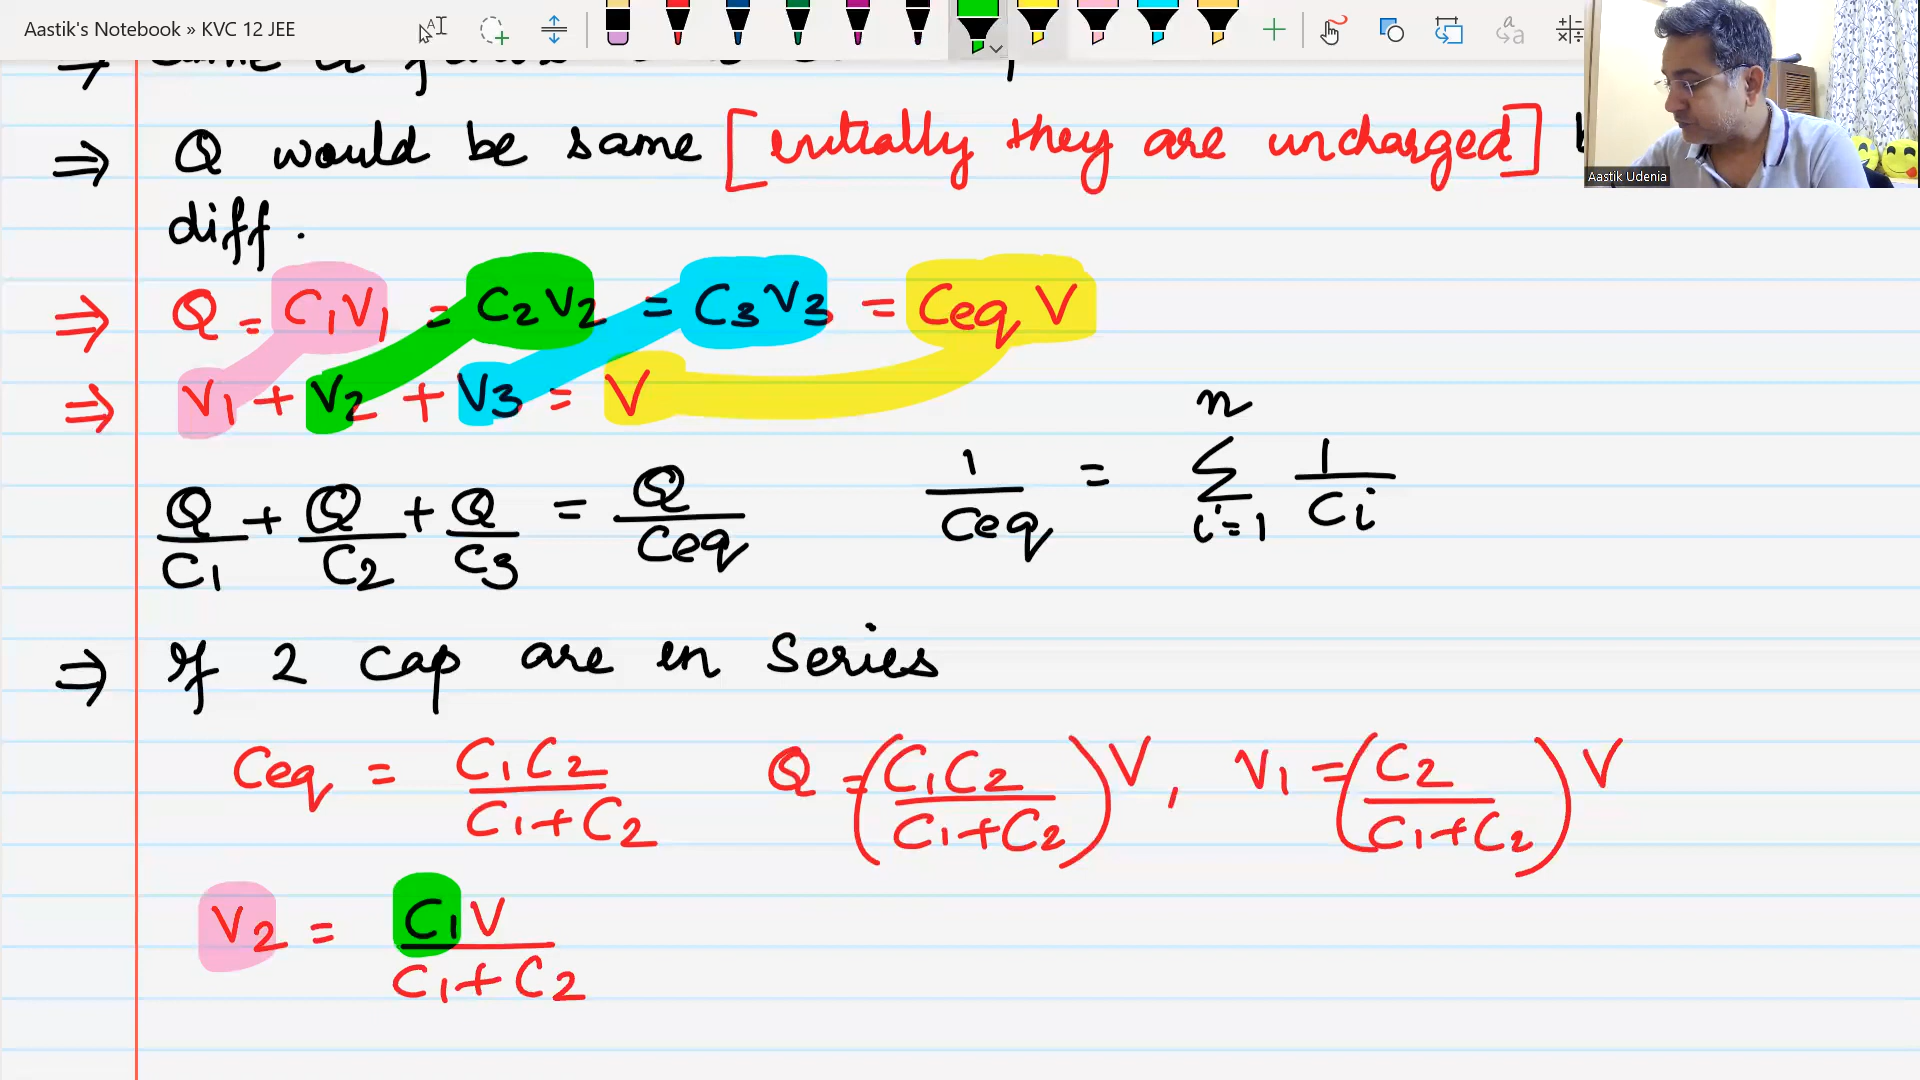 Aastik's Notebook » KVC 12 JEE
⇒ Q would be same [initially they are uncharged]
diff.
⇒ Q = C₁V₁ = C₂V₂ = C₃V₃ = Ceq V
⇒ V₁ + V₂ + V₃ = V
Q/C₁ + Q/C₂ + Q/C₃ = Q/Ceq
1/Ceq = Σ_{i=1}^{n} 1/Ci
⇒ If 2 cap are in series
Ceq = C₁C₂/(C₁+C₂) Q = (C₁C₂/(C₁+C₂))V, V₁ = (C₂/(C₁+C₂))V
V₂ = C₁V/(C₁+C₂)
Aastik Udenia